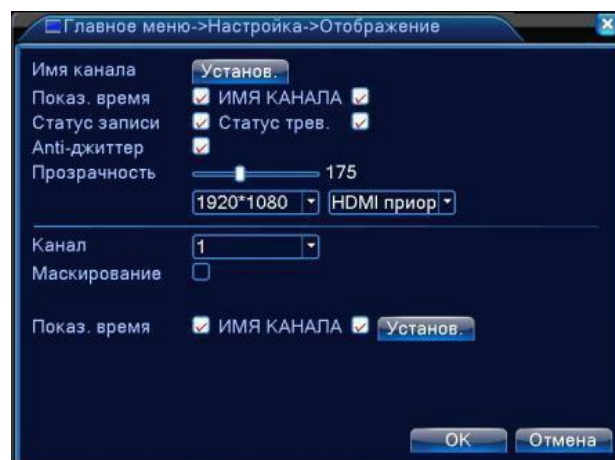 Главное меню->Настройка->Отображение
Имя канала Установ.
Показ. время ИМЯ КАНАЛА
Статус записи Статус трев.
Anti-джиттер
Прозрачность 175
1920*1080 HDMI приор
Канал 1
Маскирование
Показ. время ИМЯ КАНАЛА Установ.
OK Отмена